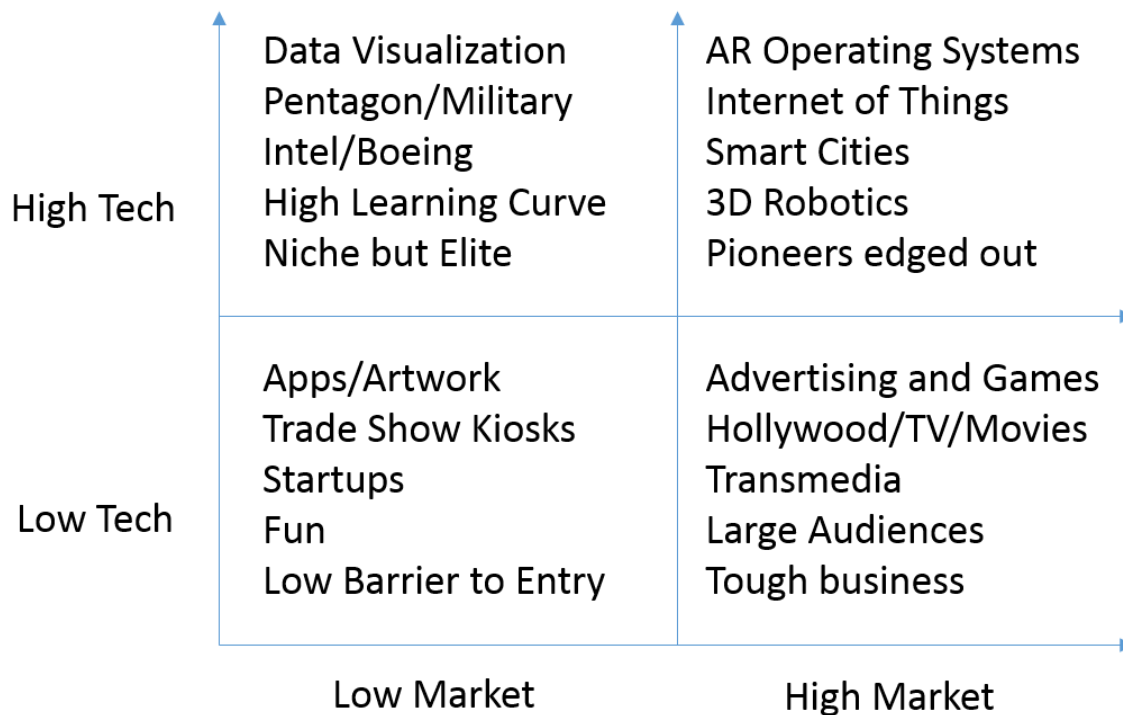 Data Visualization
Pentagon/Military
Intel/Boeing
High Learning Curve
Niche but Elite
AR Operating Systems
Internet of Things
Smart Cities
3D Robotics
Pioneers edged out
High Tech
Apps/Artwork
Trade Show Kiosks
Startups
Fun
Low Barrier to Entry
Advertising and Games
Hollywood/TV/Movies
Transmedia
Large Audiences
Tough business
Low Tech
Low Market
High Market